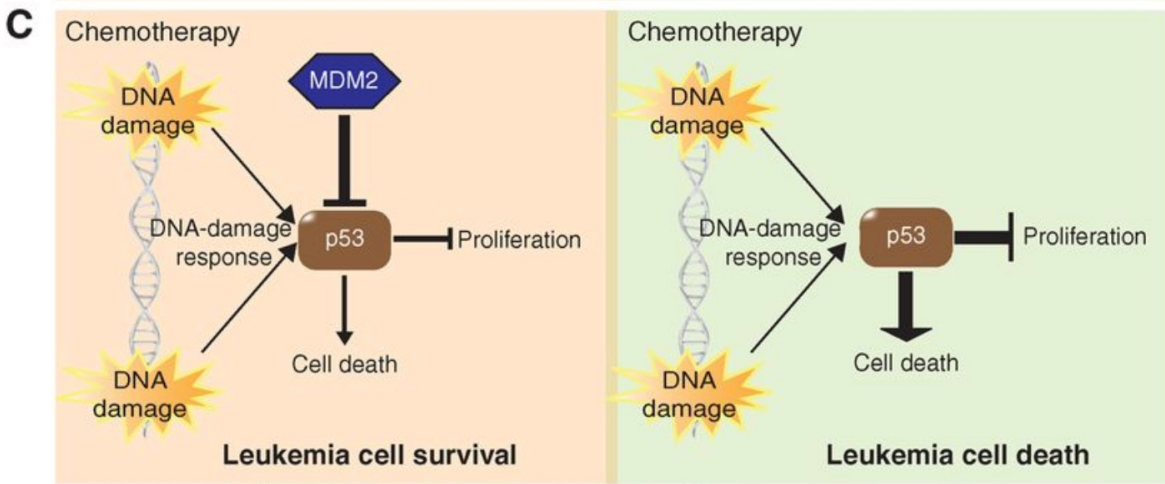 C
Chemotherapy
DNA
damage
MDM2
DNA-damage
response
p53
Proliferation
Cell death
DNA
damage
Leukemia cell survival
Chemotherapy
DNA
damage
DNA-damage
response
p53
Proliferation
Cell death
DNA
damage
Leukemia cell death